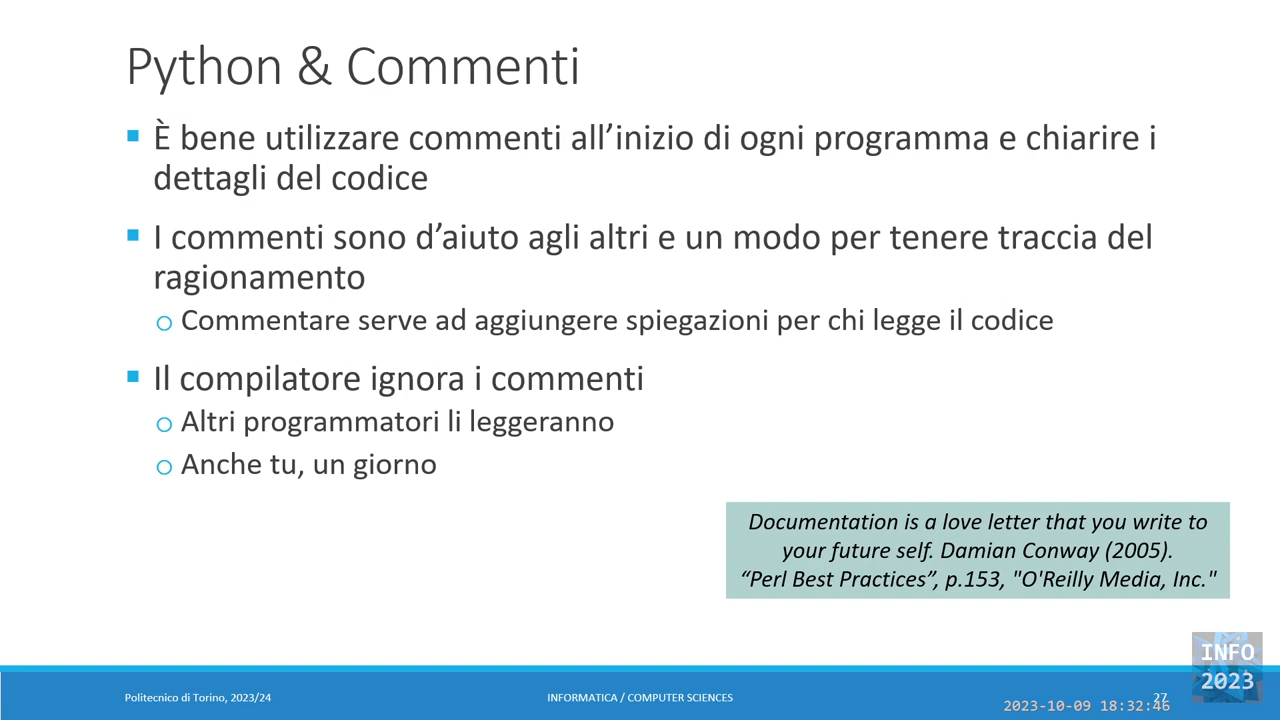 Python & Commenti
È bene utilizzare commenti all’inizio di ogni programma e chiarire i
dettagli del codice
I commenti sono d’aiuto agli altri e un modo per tenere traccia del
ragionamento
Commentare serve ad aggiungere spiegazioni per chi legge il codice
Il compilatore ignora i commenti
Altri programmatori li leggeranno
Anche tu, un giorno
Documentation is a love letter that you write to
your future self. Damian Conway (2005).
“Perl Best Practices”, p.153, "O'Reilly Media, Inc."
INFO
2023
Politecnico di Torino, 2023/24
INFORMATICA / COMPUTER SCIENCES
27
2023-10-09 18:32:46